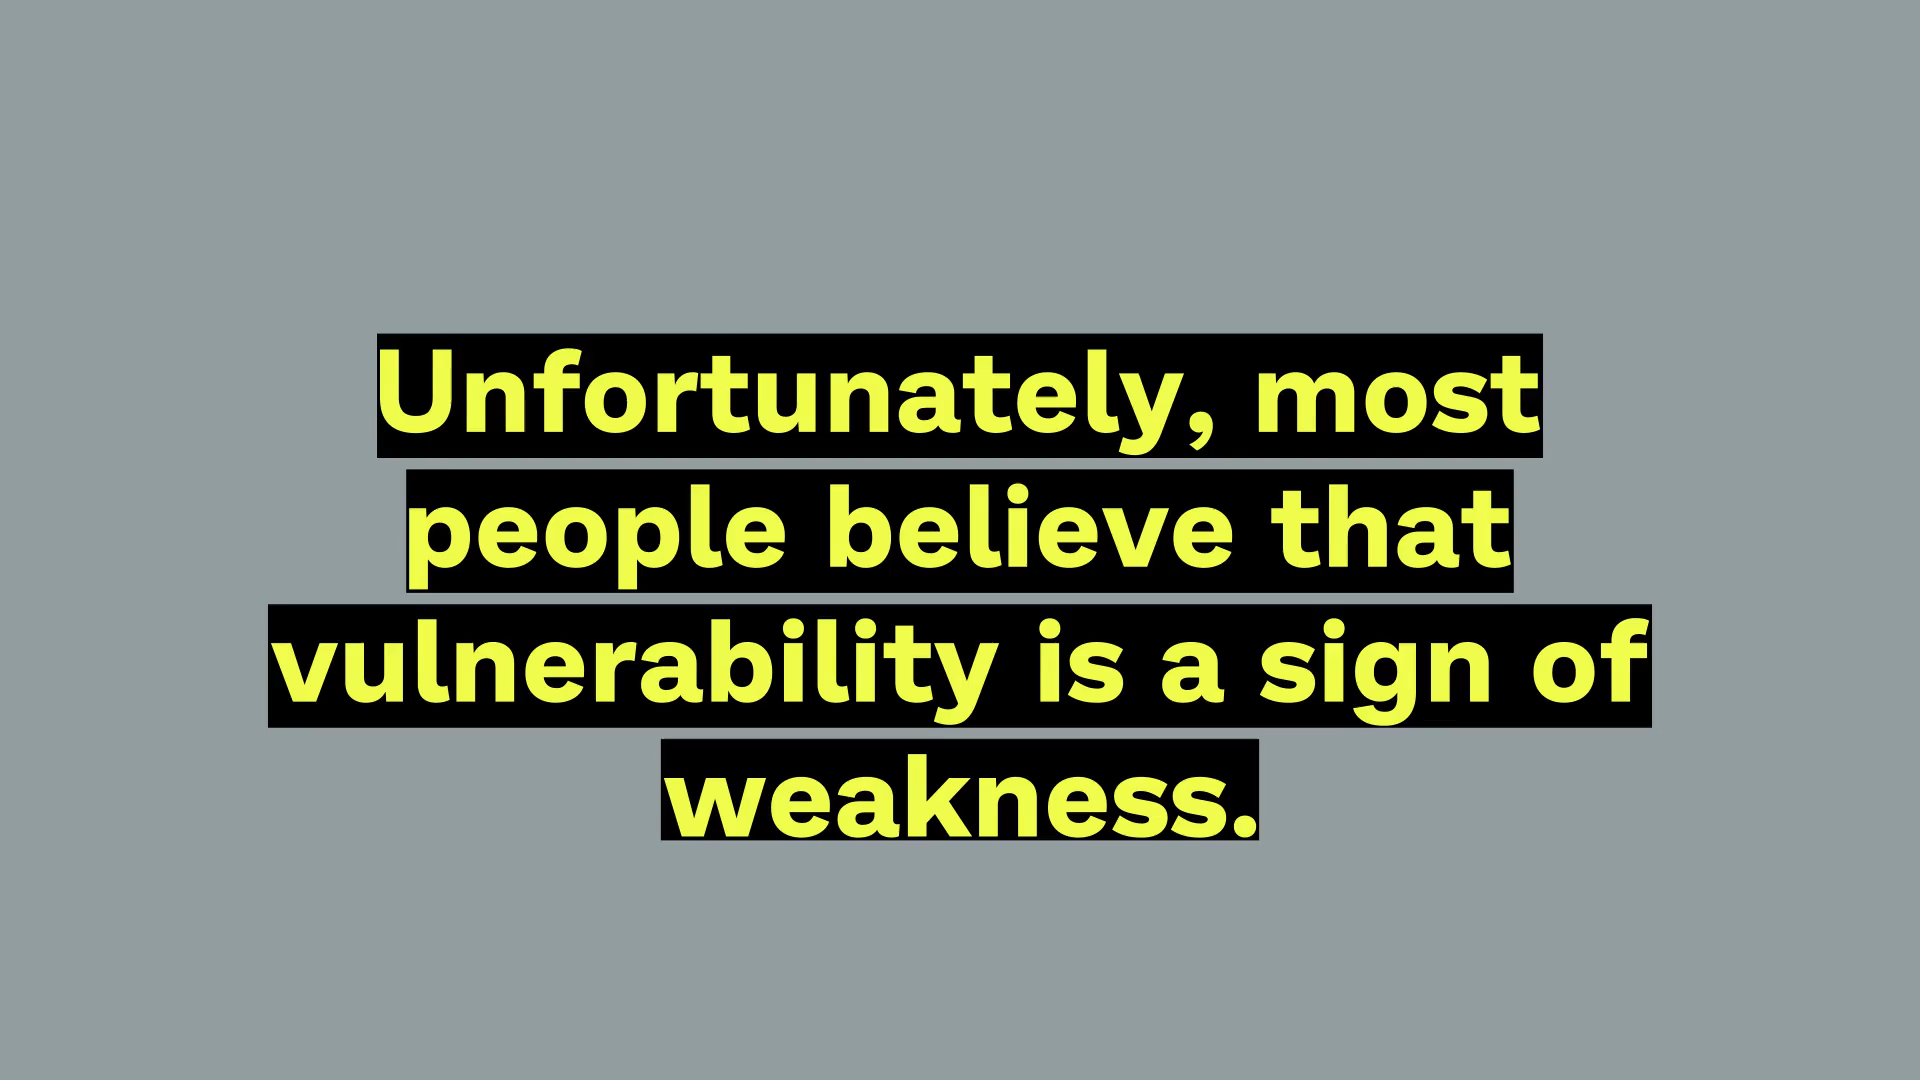 Unfortunately, most
people believe that
vulnerability is a sign of
weakness.